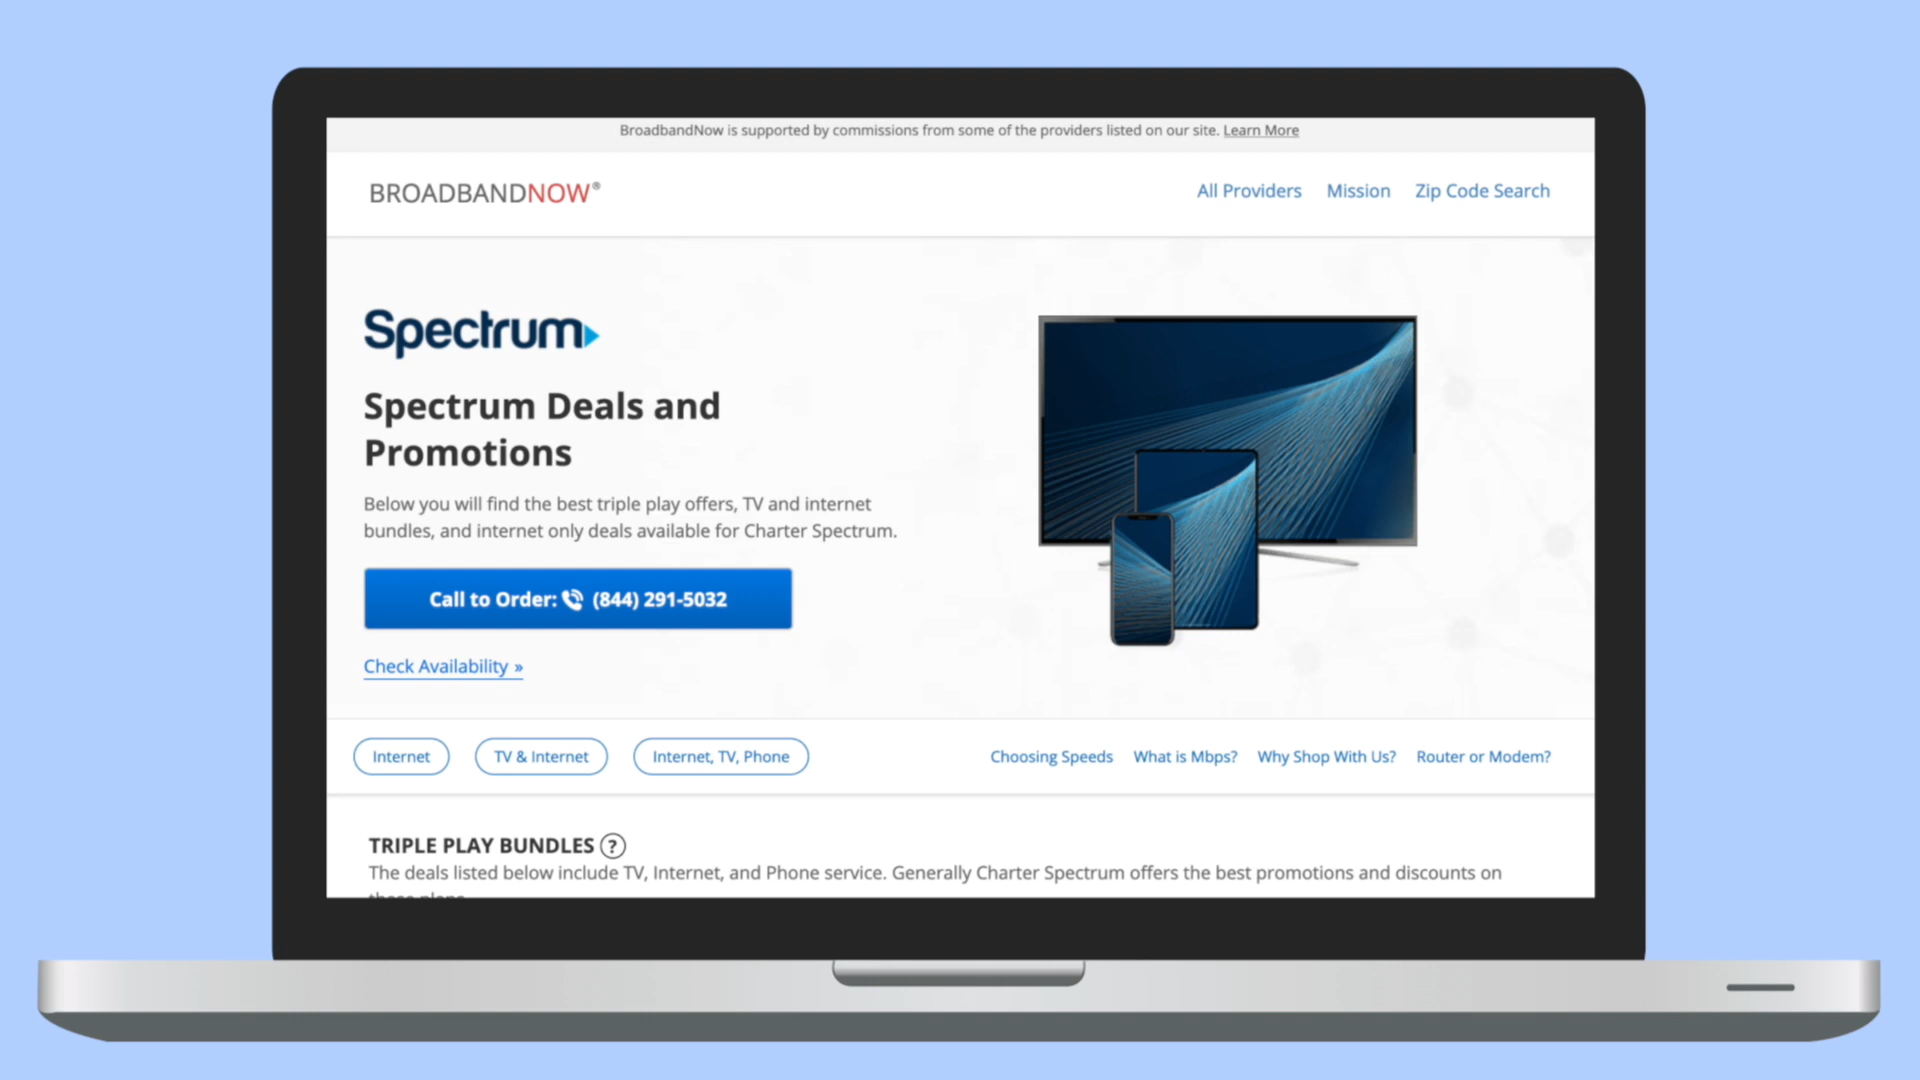 BroadbandNow is supported by commissions from some of the providers listed on our site. Learn More
BROADBANDNOW®
All Providers Mission Zip Code Search
Spectrum
Spectrum Deals and
Promotions
Below you will find the best triple play offers, TV and internet
bundles, and internet only deals available for Charter Spectrum.
Call to Order: (844) 291-5032
Check Availability »
Internet TV & Internet Internet, TV, Phone Choosing Speeds What is Mbps? Why Shop With Us? Router or Modem?
TRIPLE PLAY BUNDLES ?
The deals listed below include TV, Internet, and Phone service. Generally Charter Spectrum offers the best promotions and discounts on